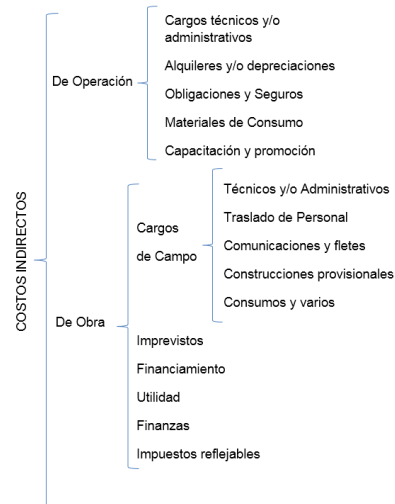 COSTOS INDIRECTOS
De Operación
Cargos técnicos y/o
administrativos
Alquileres y/o depreciaciones
Obligaciones y Seguros
Materiales de Consumo
Capacitación y promoción
De Obra
Cargos
de Campo
Técnicos y/o Administrativos
Traslado de Personal
Comunicaciones y fletes
Construcciones provisionales
Consumos y varios
Imprevistos
Financiamiento
Utilidad
Finanzas
Impuestos reflejables